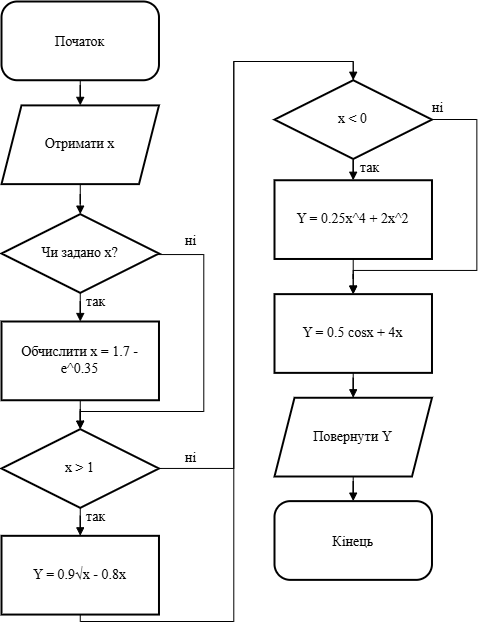 Початок
Отримати x
Чи задано x?
ні
так
Обчислити x = 1.7 -
e^0.35
x > 1
ні
так
Y = 0.9√x - 0.8x
x < 0
ні
так
Y = 0.25x^4 + 2x^2
Y = 0.5 cosx + 4x
Повернути Y
Кінець